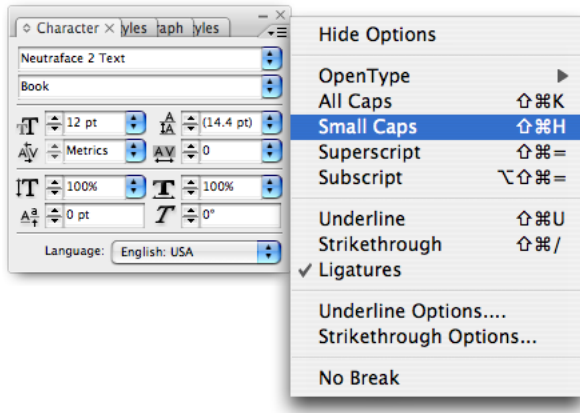 Character × yles raph yles
Neutraface 2 Text
Book
12 pt (14.4 pt)
Metrics 0
100% 100%
0 pt 0°
Language: English: USA
Hide Options
OpenType
All Caps ⇧⌘K
Small Caps ⇧⌘H
Superscript ⇧⌘=
Subscript ⌥⇧⌘=
Underline ⇧⌘U
Strikethrough ⇧⌘/
✓ Ligatures
Underline Options....
Strikethrough Options...
No Break